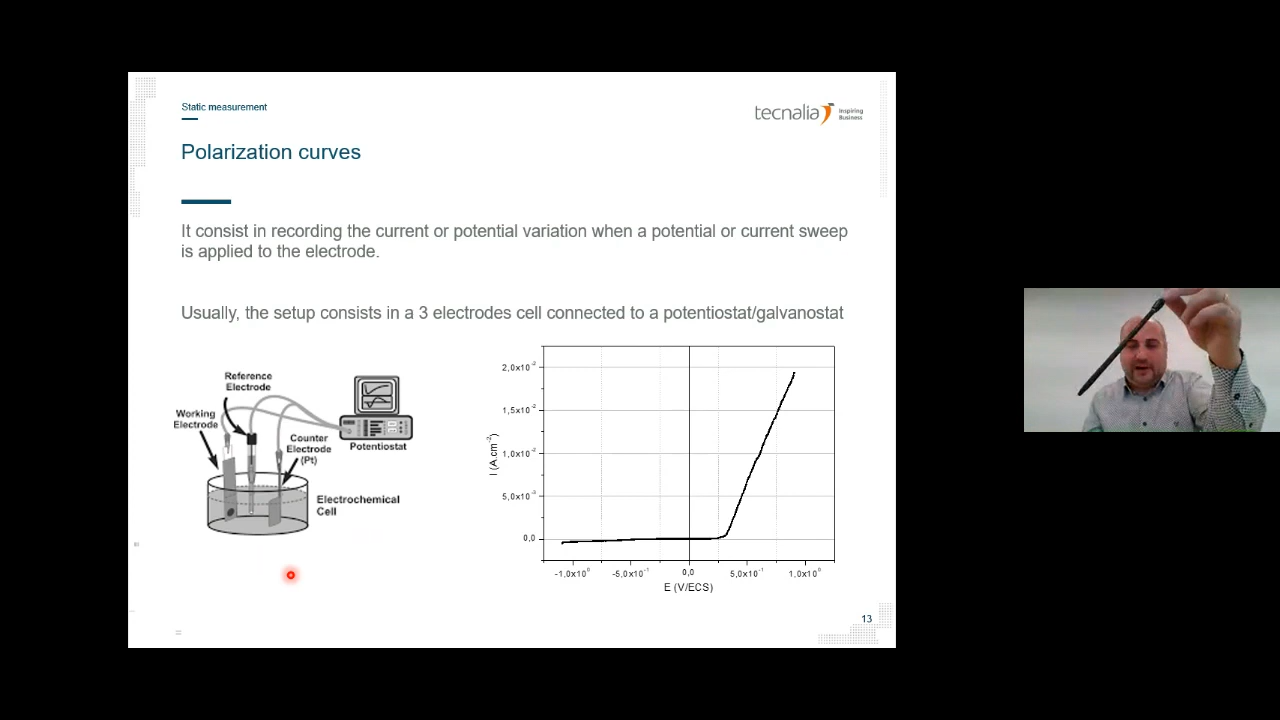 Static measurement
tecnalia Inspiring
Business
Polarization curves
It consist in recording the current or potential variation when a potential or current sweep
is applied to the electrode.
Usually, the setup consists in a 3 electrodes cell connected to a potentiostat/galvanostat
Reference
Electrode
Working
Electrode
Counter
Electrode
(Pt)
Potentiostat
Electrochemical
Cell
I (A.cm⁻²)
2,0x10⁻²
1,5x10⁻²
1,0x10⁻²
5,0x10⁻³
0,0
-1,0x10⁰ -5,0x10⁻¹ 0,0 5,0x10⁻¹ 1,0x10⁰
E (V/ECS)
13